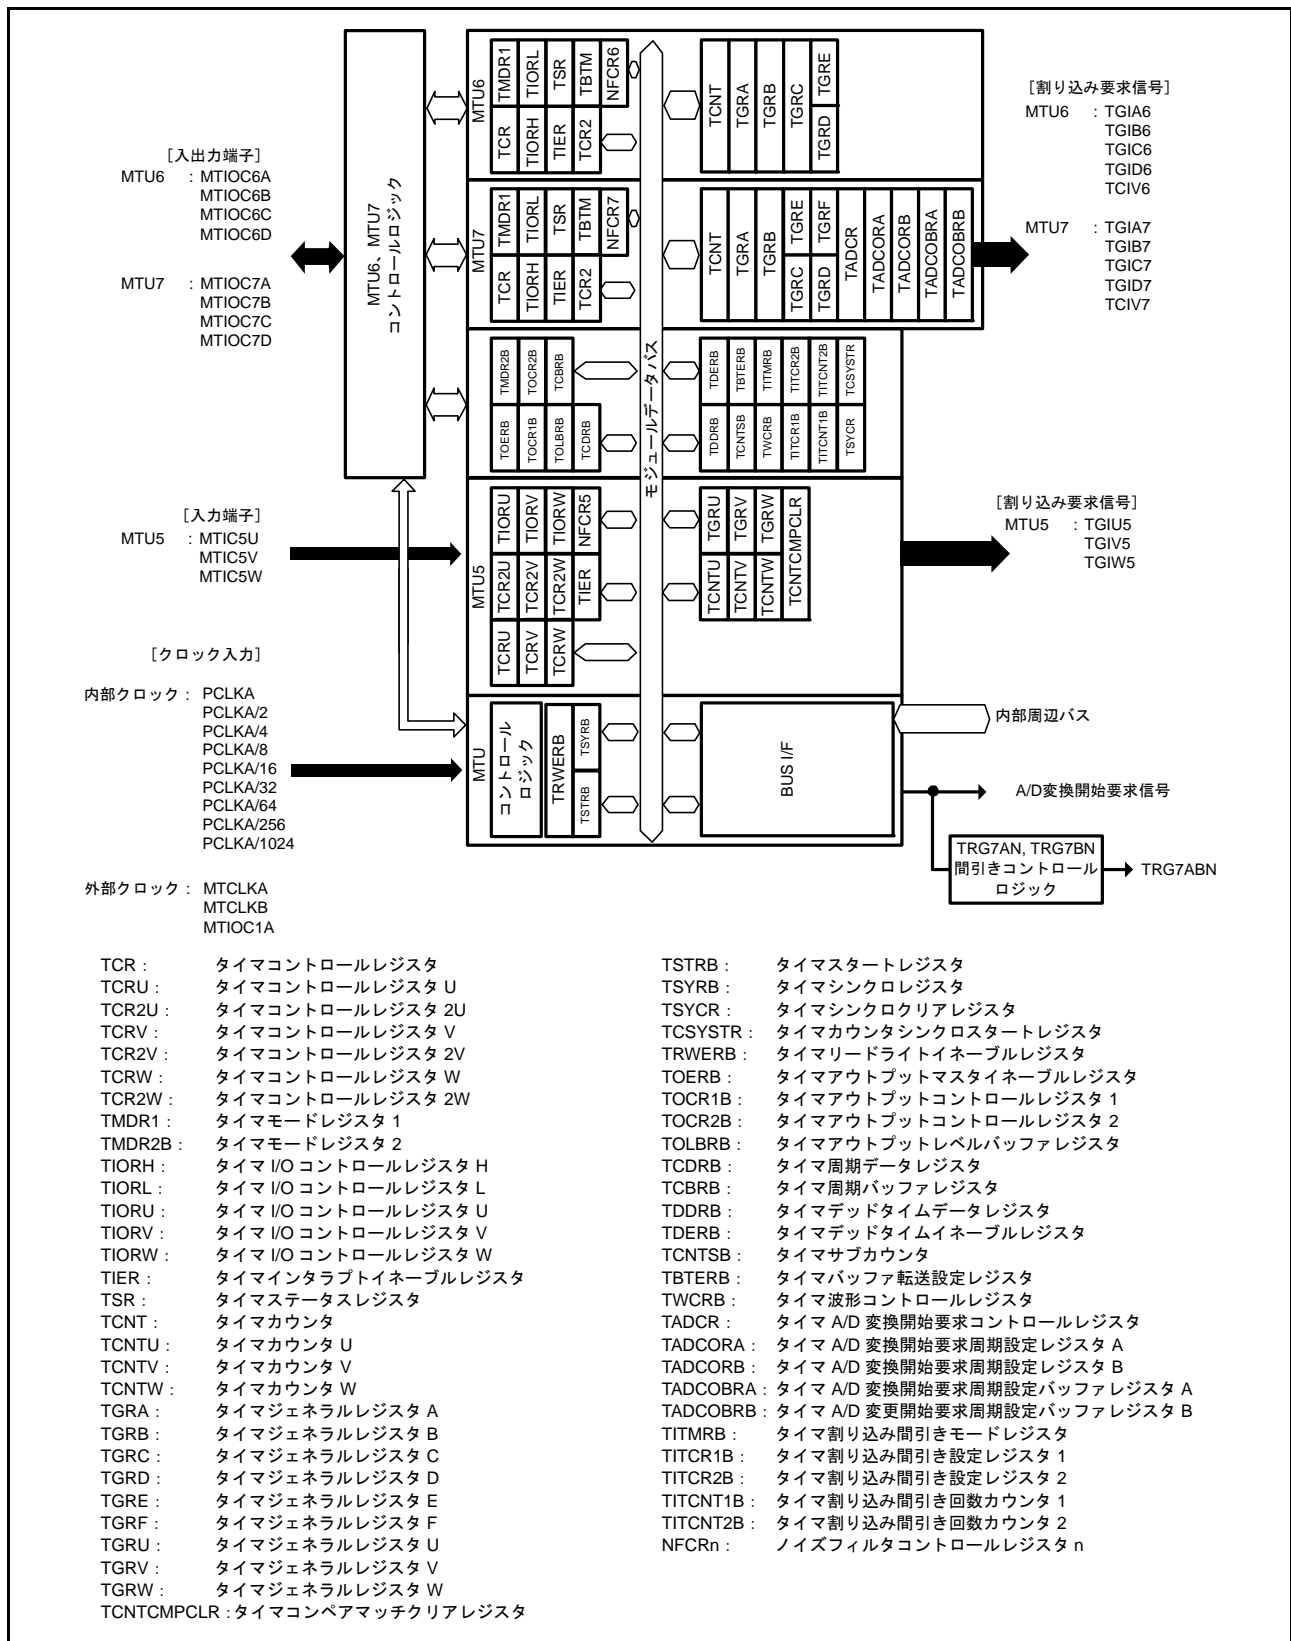 [入出力端子]
MTU6 : MTIOC6A
MTIOC6B
MTIOC6C
MTIOC6D
MTU7 : MTIOC7A
MTIOC7B
MTIOC7C
MTIOC7D
[入力端子]
MTU5 : MTIC5U
MTIC5V
MTIC5W
[クロック入力]
内部クロック : PCLKA
PCLKA/2
PCLKA/4
PCLKA/8
PCLKA/16
PCLKA/32
PCLKA/64
PCLKA/256
PCLKA/1024
外部クロック : MTCLKA
MTCLKB
MTIOC1A
MTU6、MTU7
コントロールロジック
MTU6
TMDR1
TIORL
TSR
TBTM
NFCR6
TCR
TIORH
TIER
TCR2
TCNT
TGRA
TGRB
TGRC
TGRE
TGRD
MTU7
TMDR1
TIORL
TSR
TBTM
NFCR7
TCR
TIORH
TIER
TCR2
TCNT
TGRA
TGRB
TGRE
TGRF
TGRC
TGRD
TADCR
TADCORA
TADCORB
TADCOBRA
TADCOBRB
TMDR2B
TOCR2B
TCBRB
TOERB
TOCR1B
TOLBRB
TCDRB
モジュールデータバス
TDERB
TBTERB
TITMRB
TITCR2B
TITCNT2B
TCSYSTR
TDDRB
TCNTSB
TWCRB
TITCR1B
TITCNT1B
TSYCR
MTU5
TIORU
TIORV
TIORW
NFCR5
TCR2U
TCR2V
TCR2W
TIER
TCRU
TCRV
TCRW
TGRU
TGRV
TGRW
TCNTCMPCLR
TCNTU
TCNTV
TCNTW
MTU
コントロール
ロジック
TRWERB
TSYRB
TSTRB
BUS I/F
[割り込み要求信号]
MTU6 : TGIA6
TGIB6
TGIC6
TGID6
TCIV6
MTU7 : TGIA7
TGIB7
TGIC7
TGID7
TCIV7
[割り込み要求信号]
MTU5 : TGIU5
TGIV5
TGIW5
内部周辺バス
A/D変換開始要求信号
TRG7AN, TRG7BN
間引きコントロール
ロジック
TRG7ABN
TCR : タイマコントロールレジスタ
TCRU : タイマコントロールレジスタ U
TCR2U : タイマコントロールレジスタ 2U
TCRV : タイマコントロールレジスタ V
TCR2V : タイマコントロールレジスタ 2V
TCRW : タイマコントロールレジスタ W
TCR2W : タイマコントロールレジスタ 2W
TMDR1 : タイマモードレジスタ 1
TMDR2B : タイマモードレジスタ 2
TIORH : タイマ I/O コントロールレジスタ H
TIORL : タイマ I/O コントロールレジスタ L
TIORU : タイマ I/O コントロールレジスタ U
TIORV : タイマ I/O コントロールレジスタ V
TIORW : タイマ I/O コントロールレジスタ W
TIER : タイマインタラプトイネーブルレジスタ
TSR : タイマステータスレジスタ
TCNT : タイマカウンタ
TCNTU : タイマカウンタ U
TCNTV : タイマカウンタ V
TCNTW : タイマカウンタ W
TGRA : タイマジェネラルレジスタ A
TGRB : タイマジェネラルレジスタ B
TGRC : タイマジェネラルレジスタ C
TGRD : タイマジェネラルレジスタ D
TGRE : タイマジェネラルレジスタ E
TGRF : タイマジェネラルレジスタ F
TGRU : タイマジェネラルレジスタ U
TGRV : タイマジェネラルレジスタ V
TGRW : タイマジェネラルレジスタ W
TCNTCMPCLR : タイマコンペアマッチクリアレジスタ
TSTRB : タイマスタートレジスタ
TSYRB : タイマシンクロレジスタ
TSYCR : タイマシンクロクリアレジスタ
TCSYSTR : タイマカウンタシンクロスタートレジスタ
TRWERB : タイマリードライトイネーブルレジスタ
TOERB : タイマアウトプットマスタイネーブルレジスタ
TOCR1B : タイマアウトプットコントロールレジスタ 1
TOCR2B : タイマアウトプットコントロールレジスタ 2
TOLBRB : タイマアウトプットレベルバッファレジスタ
TCDRB : タイマ周期データレジスタ
TCBRB : タイマ周期バッファレジスタ
TDDRB : タイマデッドタイムデータレジスタ
TDERB : タイマデッドタイムイネーブルレジスタ
TCNTSB : タイマサブカウンタ
TBTERB : タイマバッファ転送設定レジスタ
TWCRB : タイマ波形コントロールレジスタ
TADCR : タイマ A/D 変換開始要求コントロールレジスタ
TADCORA : タイマ A/D 変換開始要求周期設定レジスタ A
TADCORB : タイマ A/D 変換開始要求周期設定レジスタ B
TADCOBRA : タイマ A/D 変換開始要求周期設定バッファレジスタ A
TADCOBRB : タイマ A/D 変更開始要求周期設定バッファレジスタ B
TITMRB : タイマ割り込み間引きモードレジスタ
TITCR1B : タイマ割り込み間引き設定レジスタ 1
TITCR2B : タイマ割り込み間引き設定レジスタ 2
TITCNT1B : タイマ割り込み間引き回数カウンタ 1
TITCNT2B : タイマ割り込み間引き回数カウンタ 2
NFCRn : ノイズフィルタコントロールレジスタ n